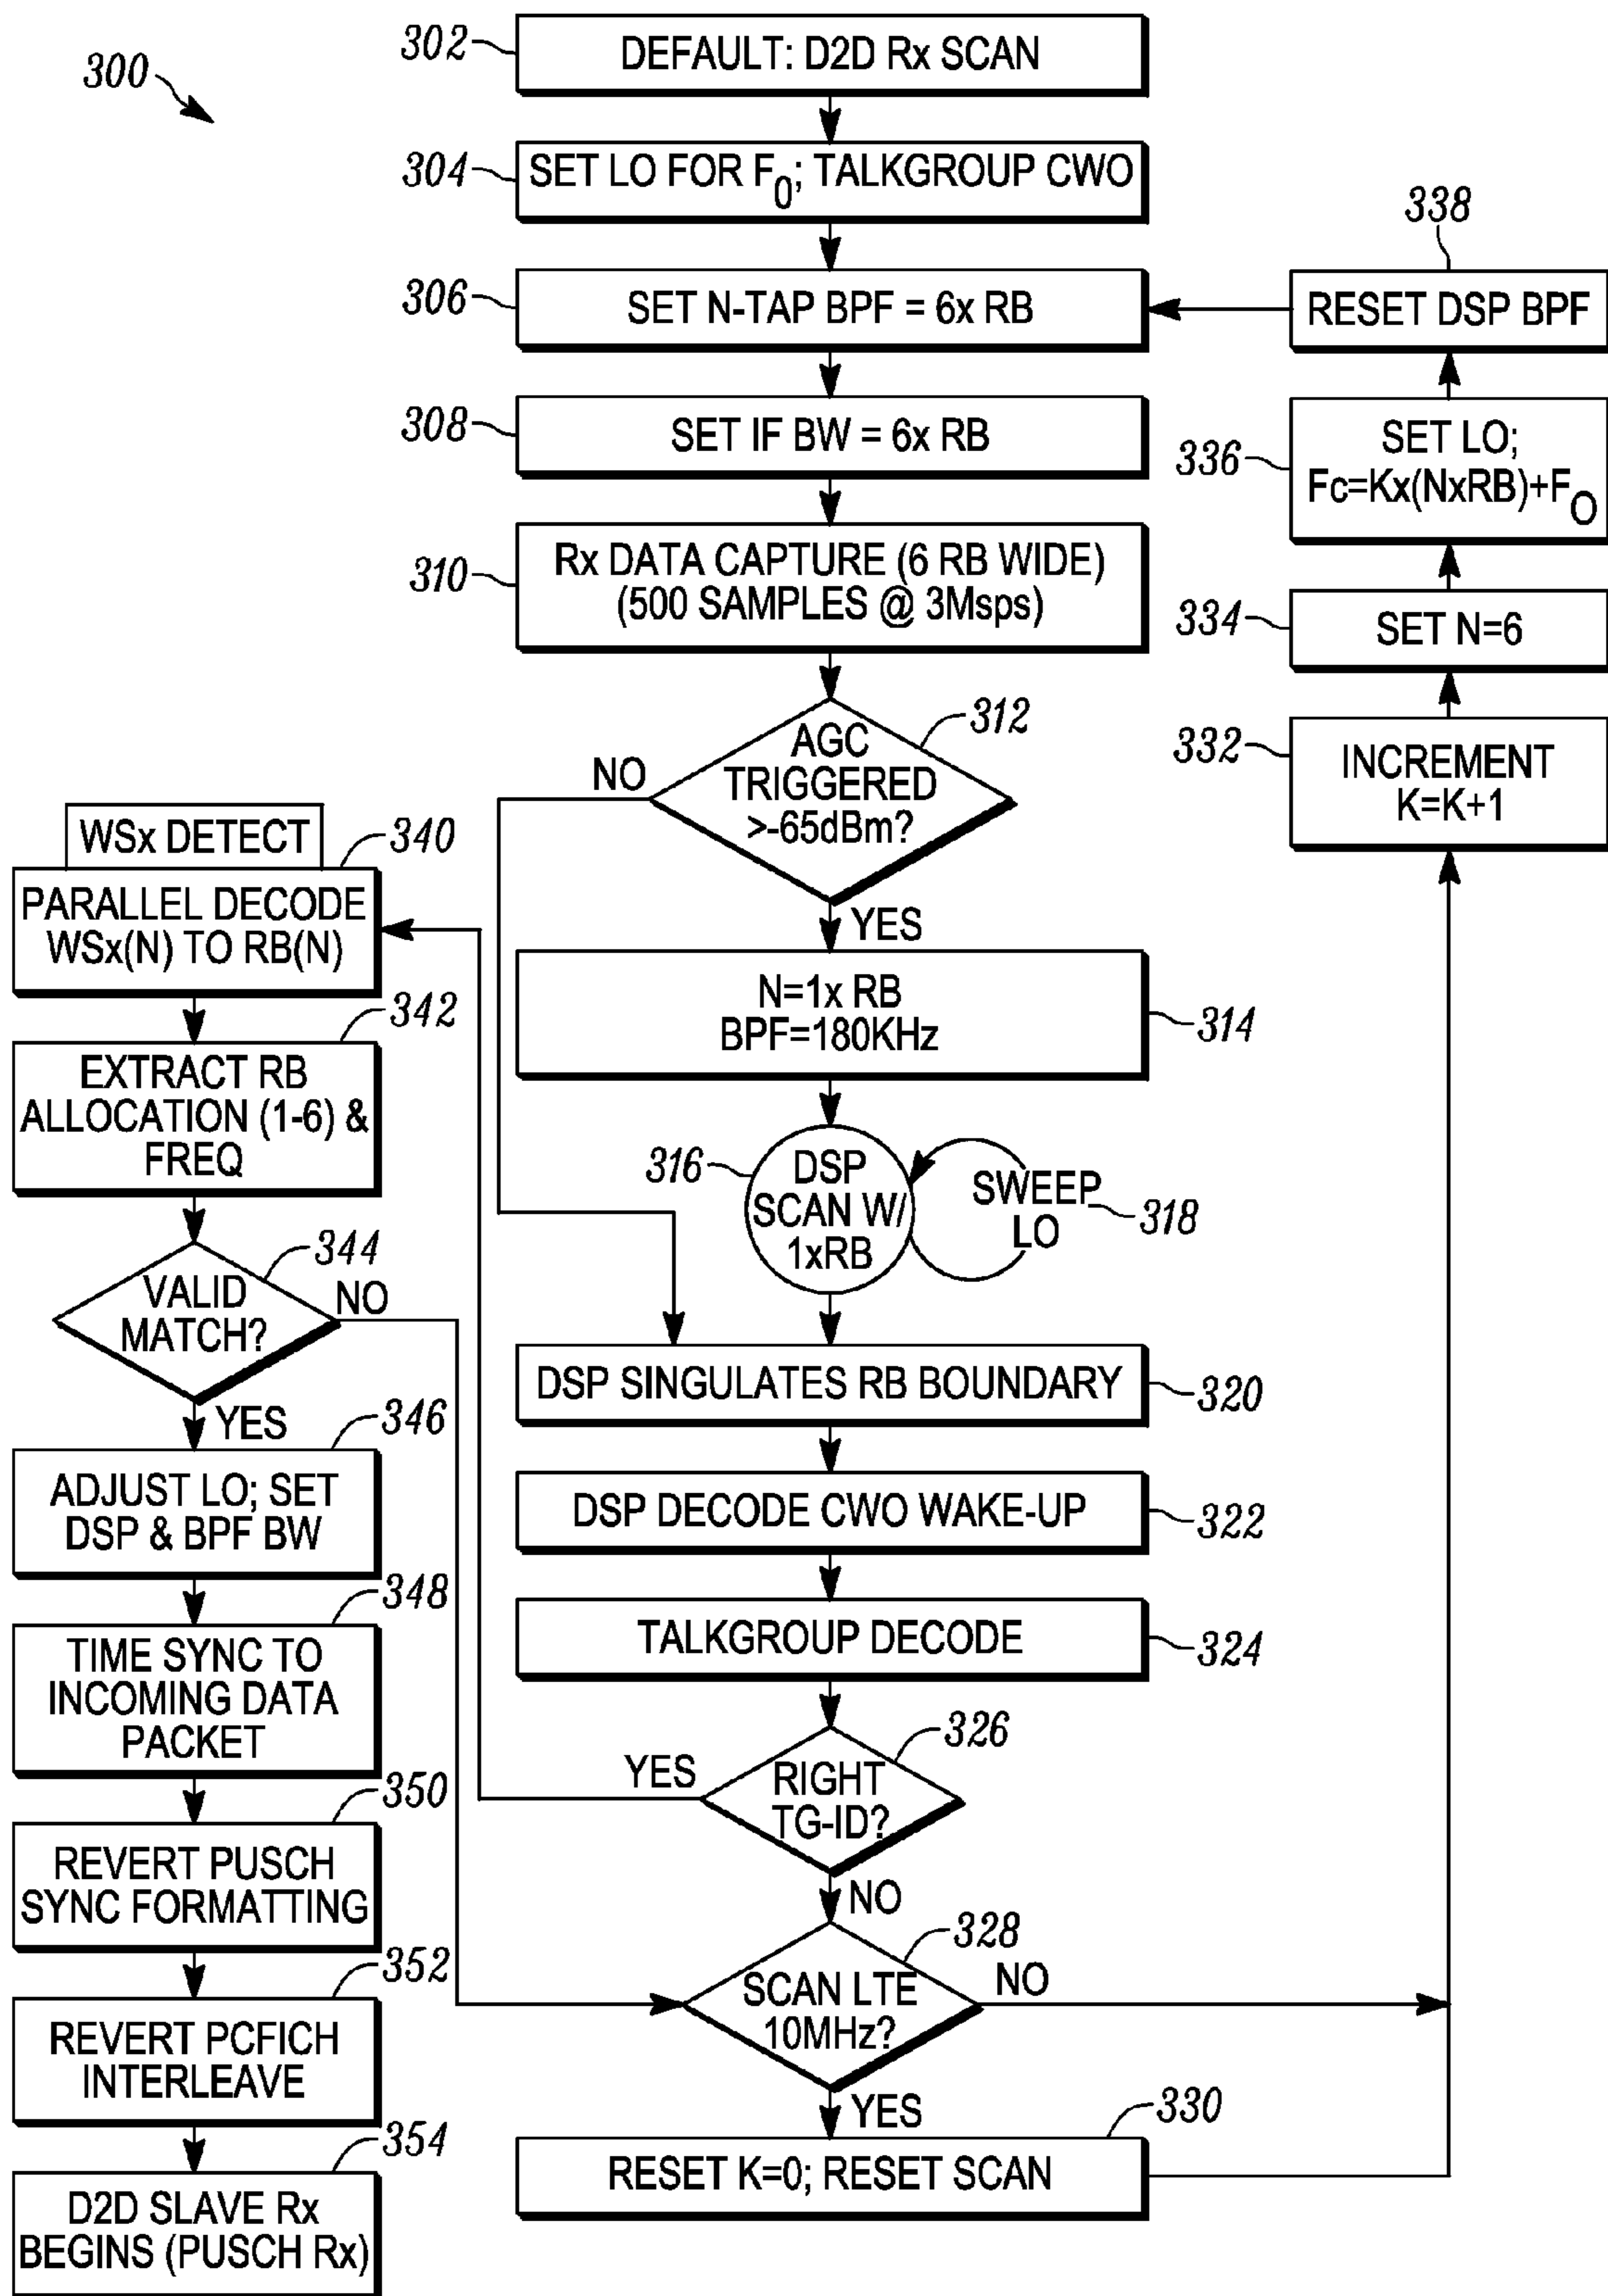 300
302
DEFAULT: D2D Rx SCAN
304
SET LO FOR F0; TALKGROUP CWO
306
SET N-TAP BPF = 6x RB
308
SET IF BW = 6x RB
310
Rx DATA CAPTURE (6 RB WIDE)
(500 SAMPLES @ 3Msps)
312
AGC
TRIGGERED
>-65dBm?
NO
YES
N=1x RB
BPF=180KHz
314
316
DSP
SCAN W/
1xRB
SWEEP
LO
318
DSP SINGULATES RB BOUNDARY
320
DSP DECODE CWO WAKE-UP
322
TALKGROUP DECODE
324
326
RIGHT
TG-ID?
YES
NO
328
SCAN LTE
10MHz?
NO
YES
330
RESET K=0; RESET SCAN
338
RESET DSP BPF
336
SET LO;
Fc=Kx(NxRB)+FO
334
SET N=6
332
INCREMENT
K=K+1
WSx DETECT
340
PARALLEL DECODE
WSx(N) TO RB(N)
342
EXTRACT RB
ALLOCATION (1-6) &
FREQ
344
VALID
MATCH?
NO
YES
346
ADJUST LO; SET
DSP & BPF BW
348
TIME SYNC TO
INCOMING DATA
PACKET
350
REVERT PUSCH
SYNC FORMATTING
352
REVERT PCFICH
INTERLEAVE
354
D2D SLAVE Rx
BEGINS (PUSCH Rx)